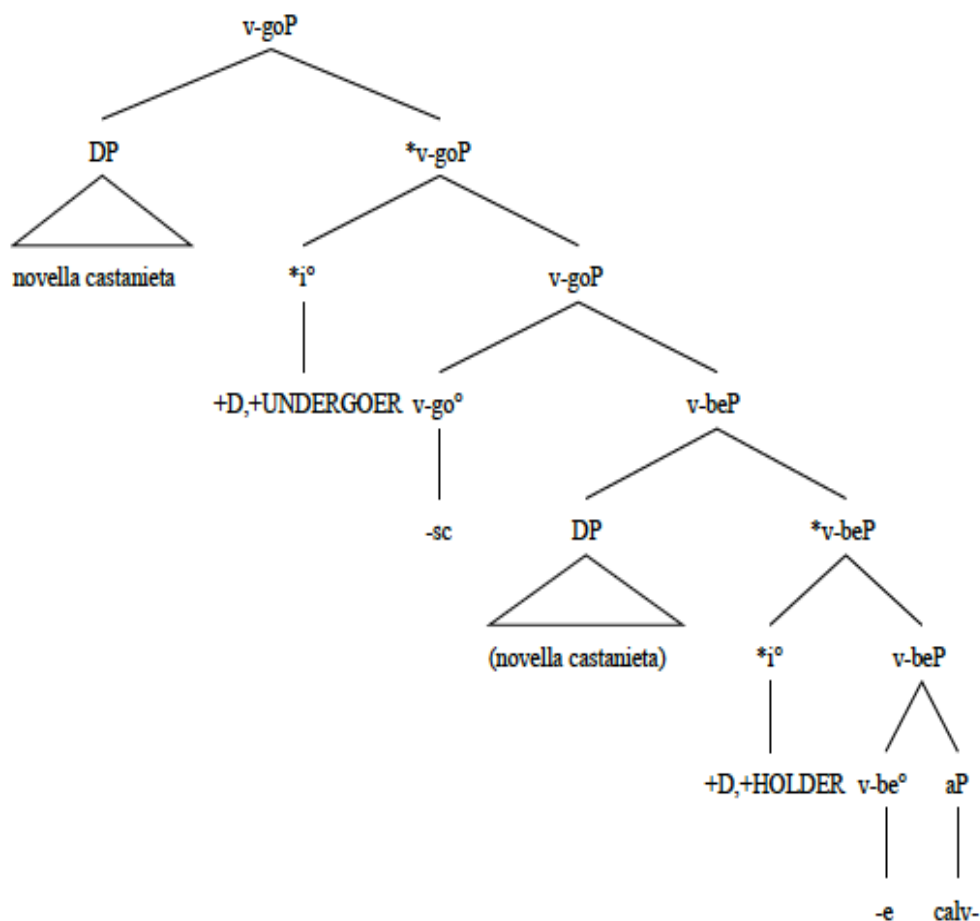 v-goP
DP *v-goP
novella castanieta *i° v-goP
+D,+UNDERGOER v-go° v-beP
-sc DP *v-beP
(novella castanieta) *i° v-beP
+D,+HOLDER v-be° aP
-e calv-